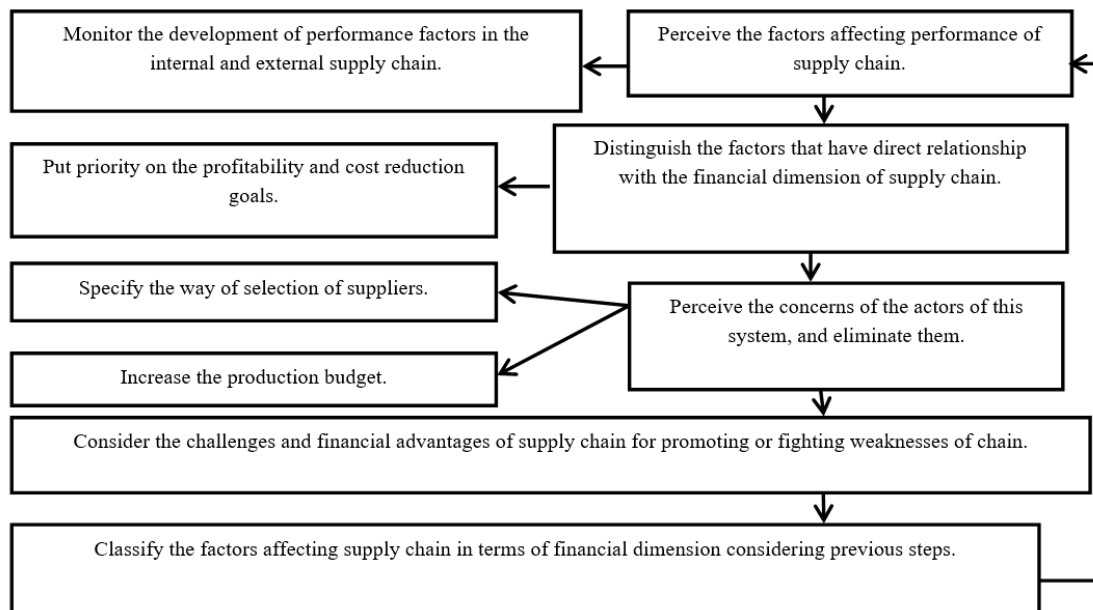 Monitor the development of performance factors in the
internal and external supply chain.
Perceive the factors affecting performance of
supply chain.
Put priority on the profitability and cost reduction
goals.
Distinguish the factors that have direct relationship
with the financial dimension of supply chain.
Specify the way of selection of suppliers.
Increase the production budget.
Perceive the concerns of the actors of this
system, and eliminate them.
Consider the challenges and financial advantages of supply chain for promoting or fighting weaknesses of chain.
Classify the factors affecting supply chain in terms of financial dimension considering previous steps.